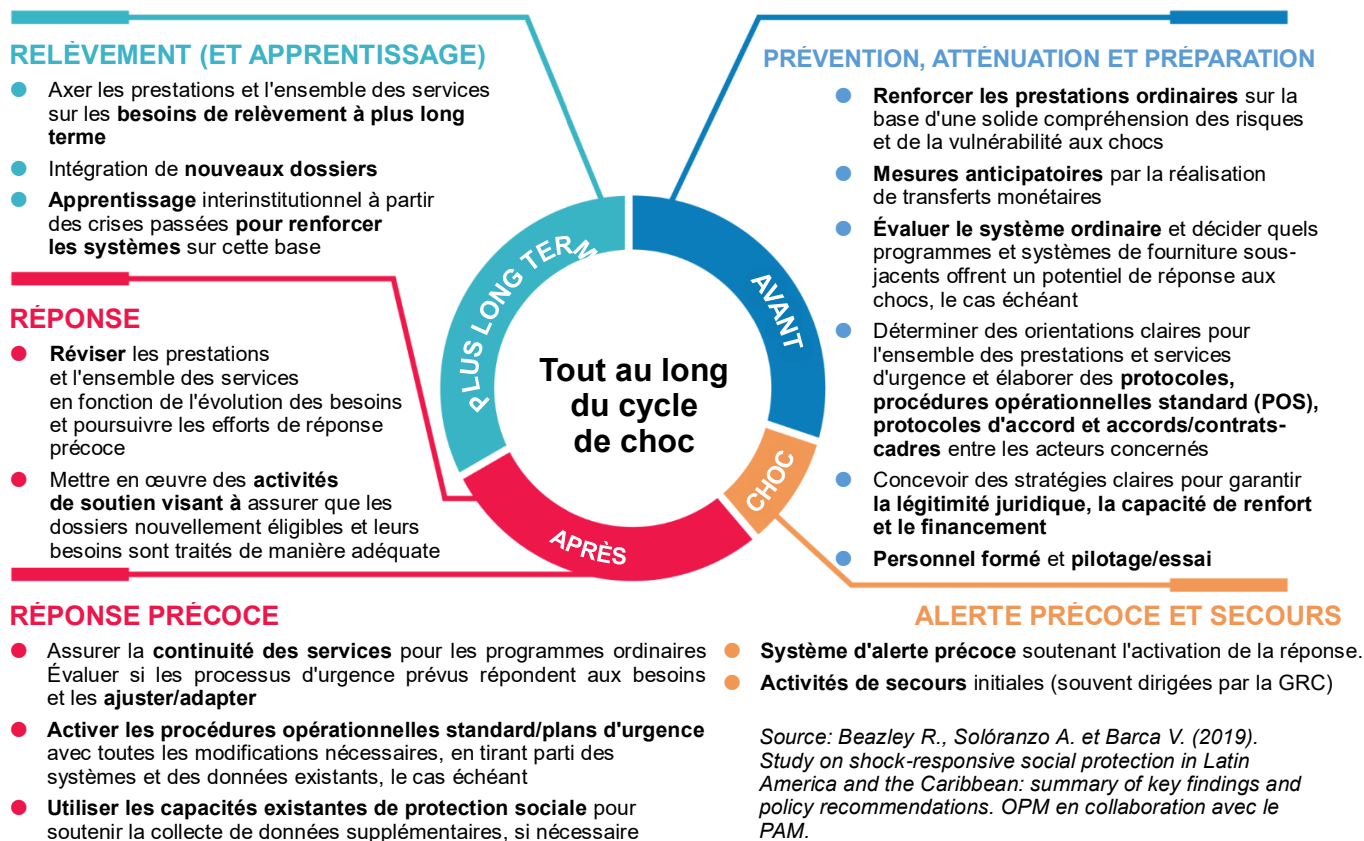 RELÈVEMENT (ET APPRENTISSAGE)
Axer les prestations et l'ensemble des services
sur les besoins de relèvement à plus long
terme
Intégration de nouveaux dossiers
Apprentissage interinstitutionnel à partir
des crises passées pour renforcer
les systèmes sur cette base
RÉPONSE
Réviser les prestations
et l'ensemble des services
en fonction de l'évolution des besoins
et poursuivre les efforts de réponse
précoce
Mettre en œuvre des activités
de soutien visant à assurer que les
dossiers nouvellement éligibles et leurs
besoins sont traités de manière adéquate
RÉPONSE PRÉCOCE
Assurer la continuité des services pour les programmes ordinaires
Évaluer si les processus d'urgence prévus répondent aux besoins
et les ajuster/adapter
Activer les procédures opérationnelles standard/plans d'urgence
avec toutes les modifications nécessaires, en tirant parti des
systèmes et des données existants, le cas échéant
Utiliser les capacités existantes de protection sociale pour
soutenir la collecte de données supplémentaires, si nécessaire
PLUS LONG TERM
AVANT
CHOC
APRÈS
Tout au long
du cycle
de choc
PRÉVENTION, ATTÉNUATION ET PRÉPARATION
Renforcer les prestations ordinaires sur la
base d'une solide compréhension des risques
et de la vulnérabilité aux chocs
Mesures anticipatoires par la réalisation
de transferts monétaires
Évaluer le système ordinaire et décider quels
programmes et systèmes de fourniture sous-
jacents offrent un potentiel de réponse aux
chocs, le cas échéant
Déterminer des orientations claires pour
l'ensemble des prestations et services
d'urgence et élaborer des protocoles,
procédures opérationnelles standard (POS),
protocoles d'accord et accords/contrats-
cadres entre les acteurs concernés
Concevoir des stratégies claires pour garantir
la légitimité juridique, la capacité de renfort
et le financement
Personnel formé et pilotage/essai
ALERTE PRÉCOCE ET SECOURS
Système d'alerte précoce soutenant l'activation de la réponse.
Activités de secours initiales (souvent dirigées par la GRC)
Source: Beazley R., Solóranzo A. et Barca V. (2019).
Study on shock-responsive social protection in Latin
America and the Caribbean: summary of key findings and
policy recommendations. OPM en collaboration avec le
PAM.